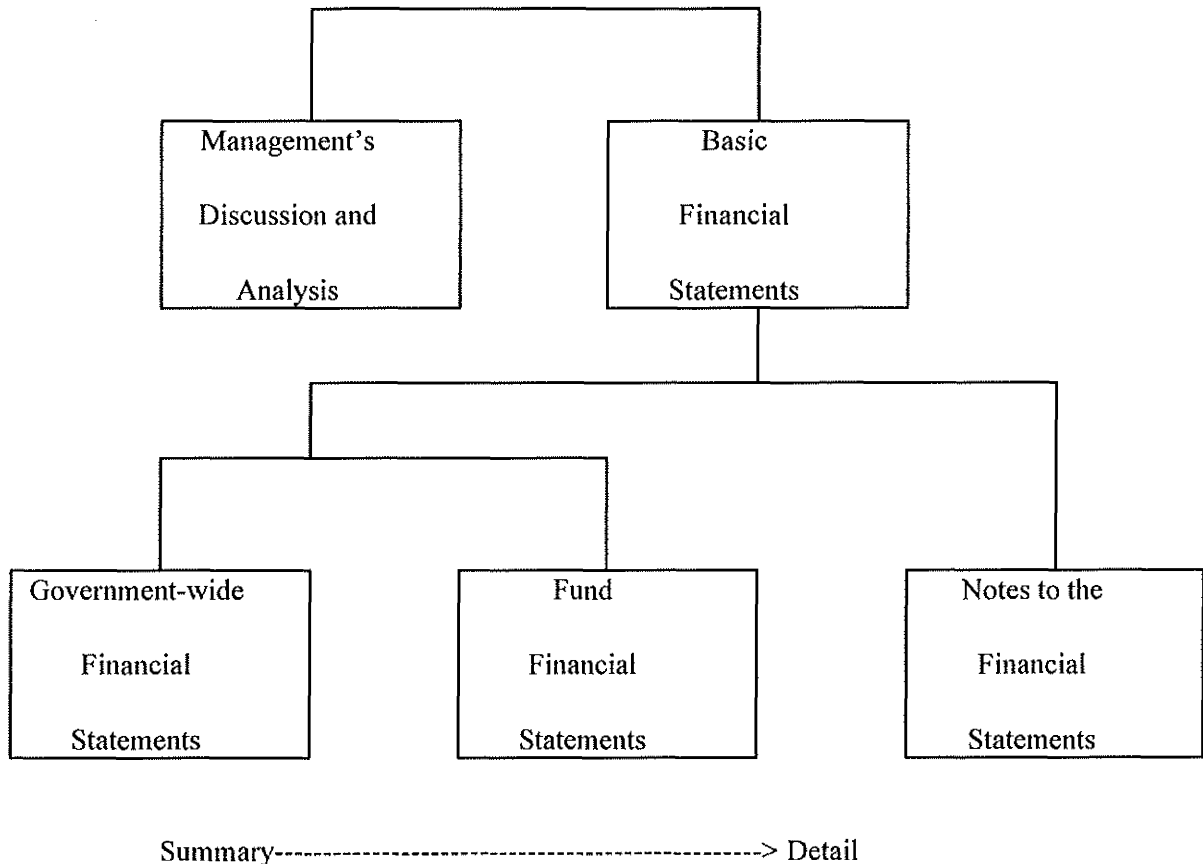 Management's
Discussion and
Analysis
Basic
Financial
Statements
Government-wide
Financial
Statements
Fund
Financial
Statements
Notes to the
Financial
Statements
Summary-----------------------------------------------> Detail